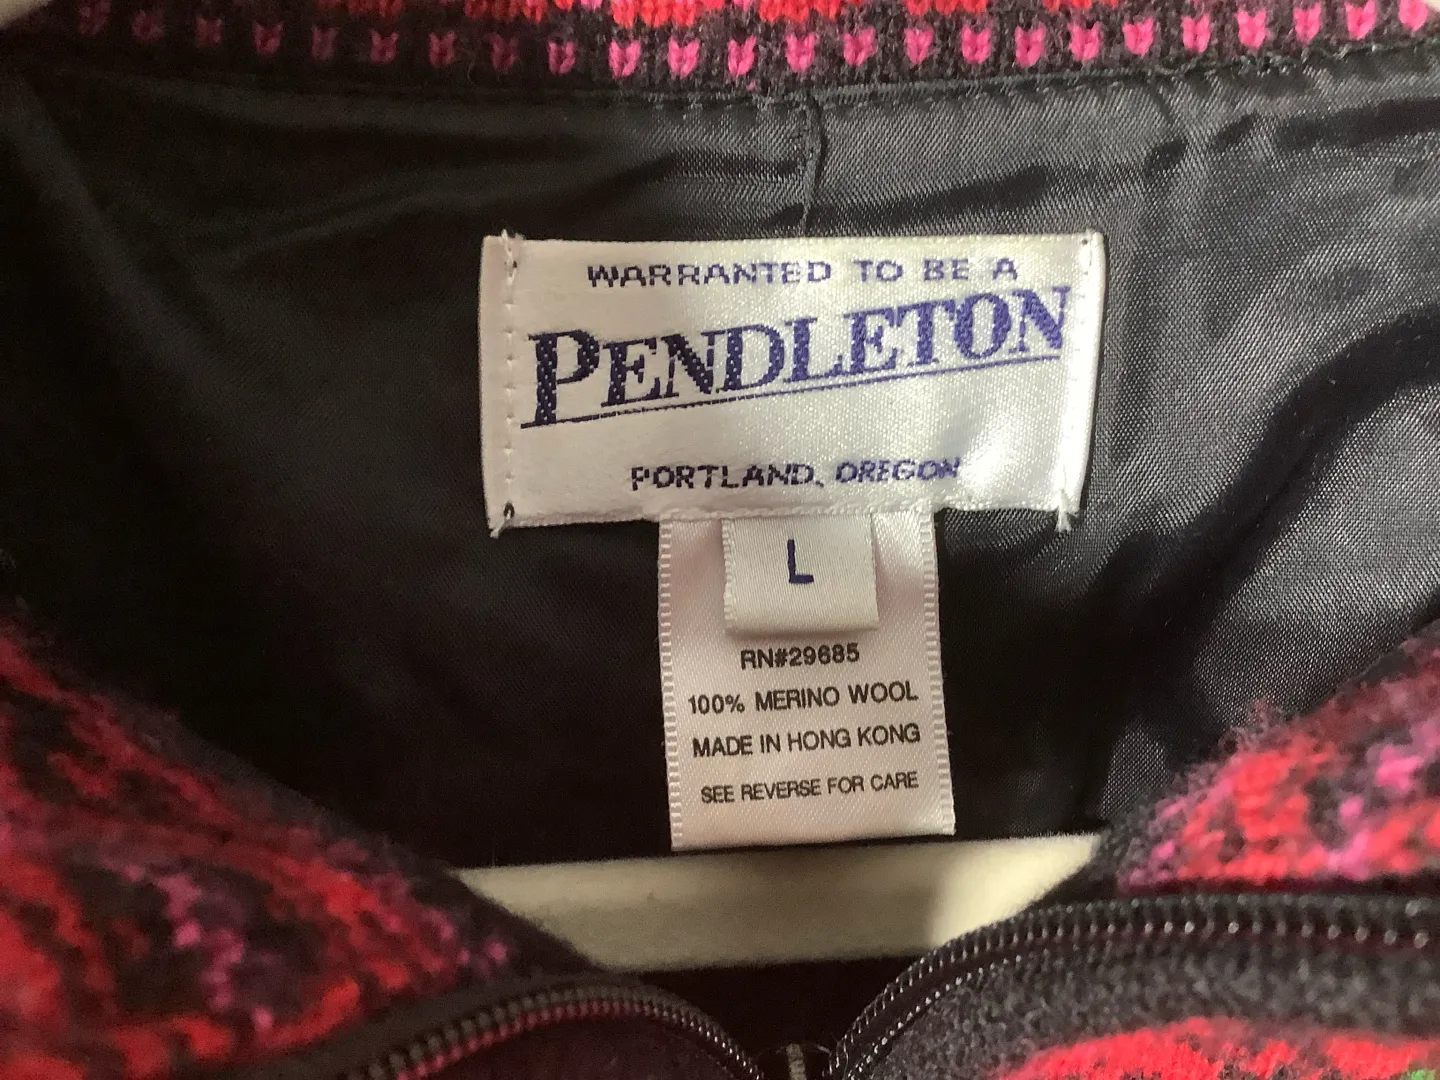 WARRANTED TO BE A
PENDLETON
PORTLAND, OREGON
L
RN#29685
100% MERINO WOOL
MADE IN HONG KONG
SEE REVERSE FOR CARE